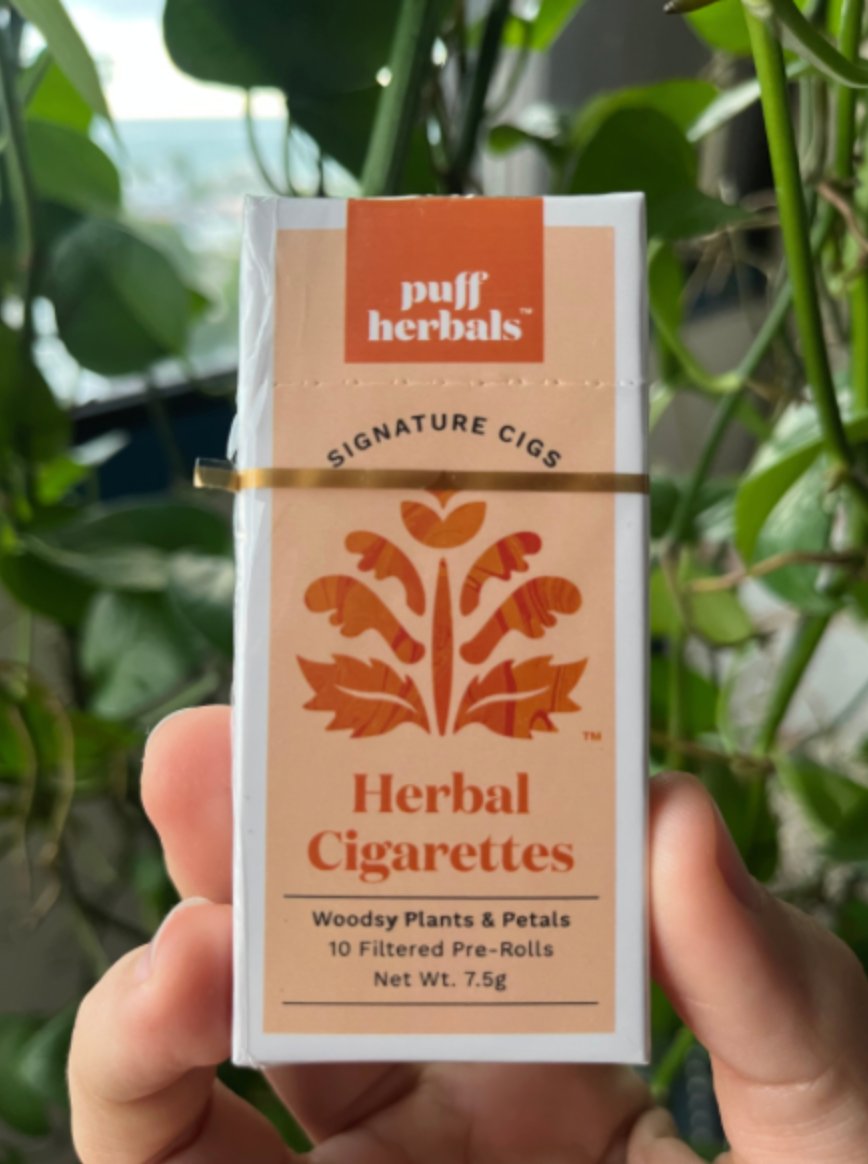 puff
herbals™
SIGNATURE CIGS
™
Herbal
Cigarettes
Woodsy Plants & Petals
10 Filtered Pre-Rolls
Net Wt. 7.5g